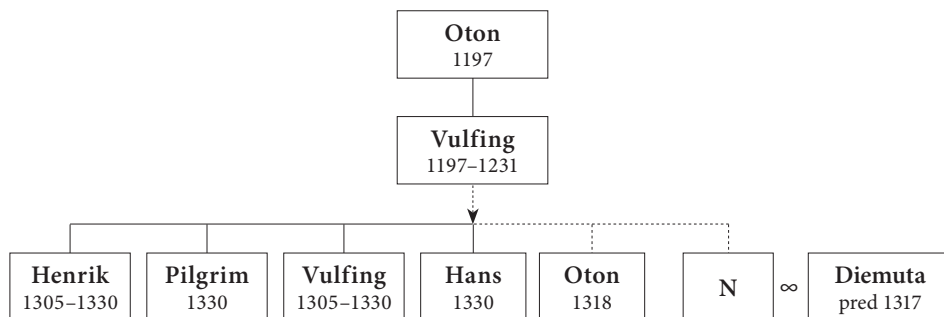 Oton
1197
Vulfing
1197–1231
Henrik
1305–1330
Pilgrim
1330
Vulfing
1305–1330
Hans
1330
Oton
1318
N
∞
Diemuta
pred 1317